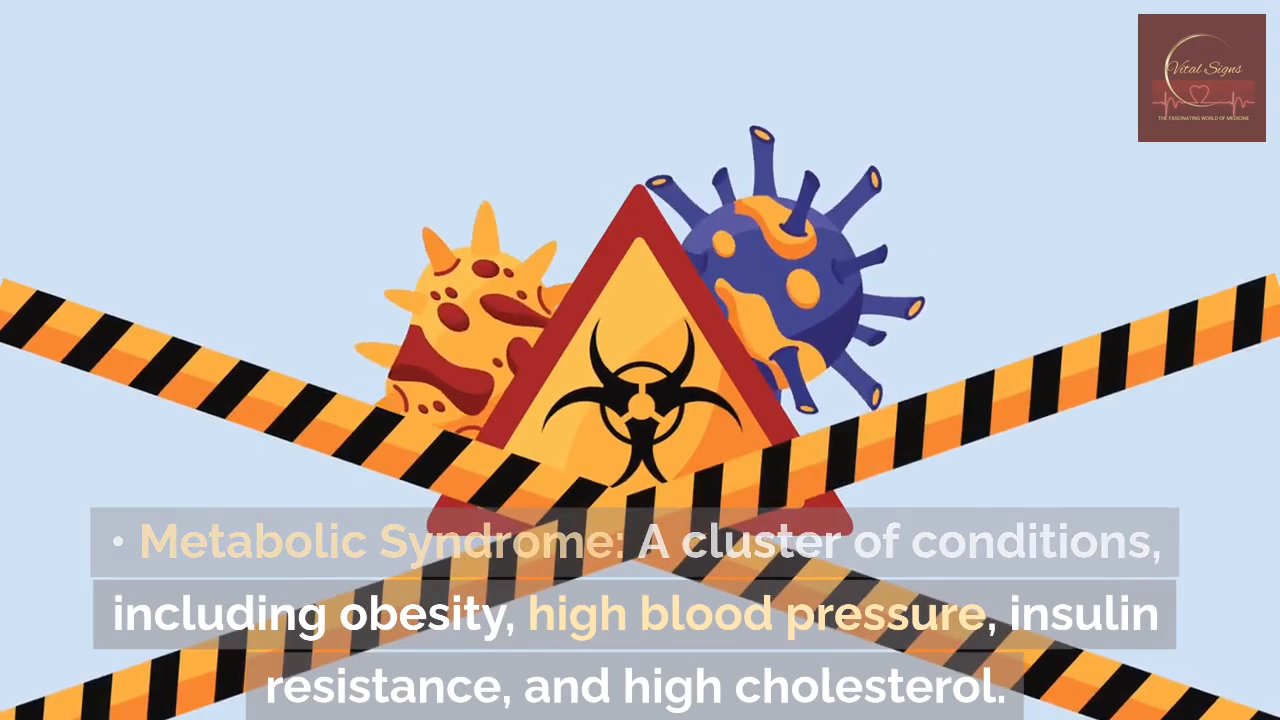 Vital Signs
THE FASCINATING WORLD OF MEDICINE
• Metabolic Syndrome: A cluster of conditions,
including obesity, high blood pressure, insulin
resistance, and high cholesterol.